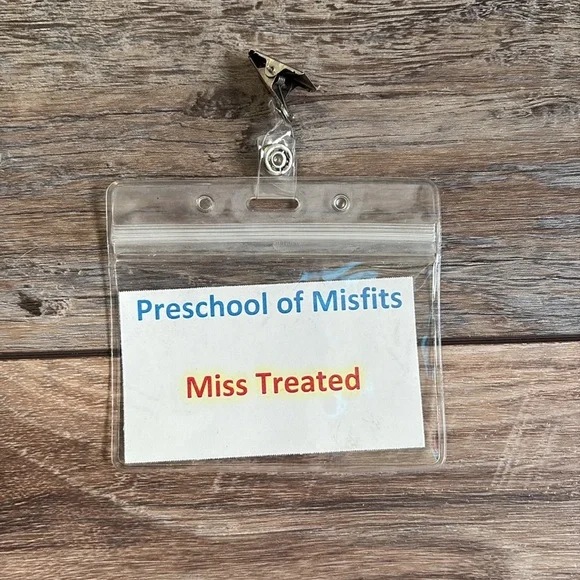 Preschool of Misfits
Miss Treated